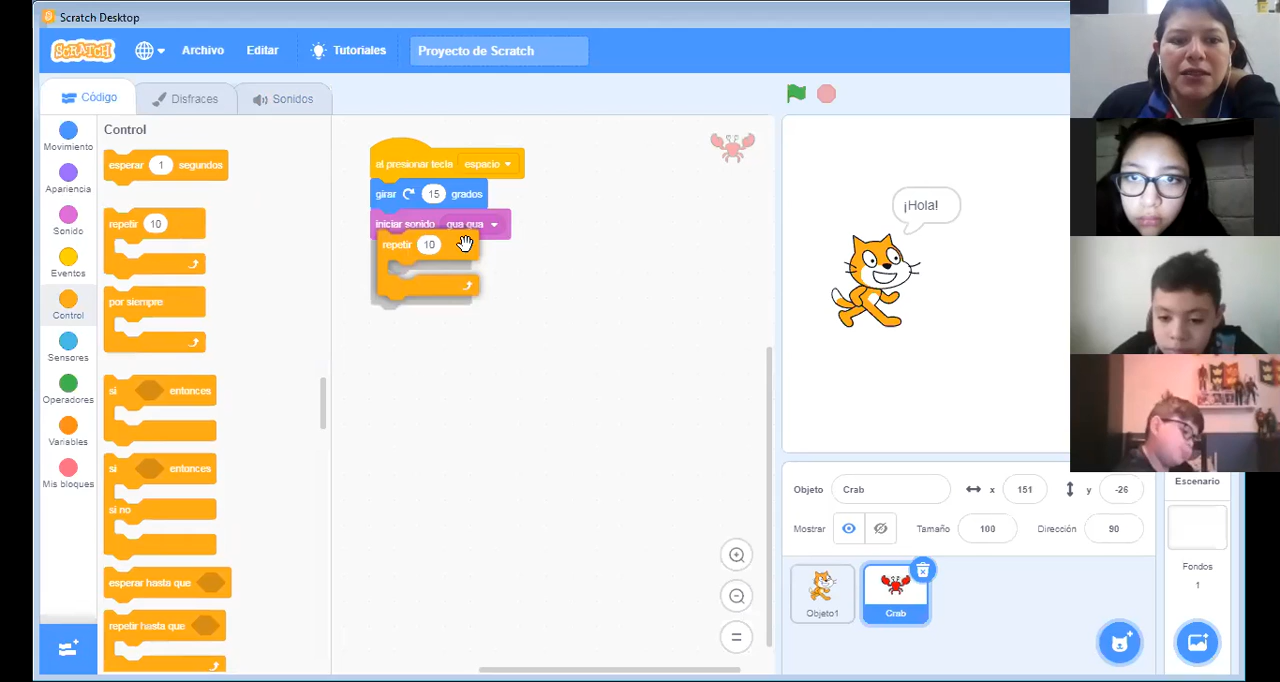 Scratch Desktop
SCRATCH
Archivo
Editar
Tutoriales
Proyecto de Scratch
Código
Disfraces
Sonidos
Movimiento
Apariencia
Sonido
Eventos
Control
Sensores
Operadores
Variables
Mis bloques
Control
esperar 1 segundos
repetir 10
por siempre
si entonces
si entonces
si no
esperar hasta que
repetir hasta que
al presionar tecla espacio
girar 15 grados
iniciar sonido gua gua
repetir 10
¡Hola!
Objeto Crab x 151 y -26
Mostrar Tamaño 100 Dirección 90
Objeto1
Crab
Escenario
Fondos
1